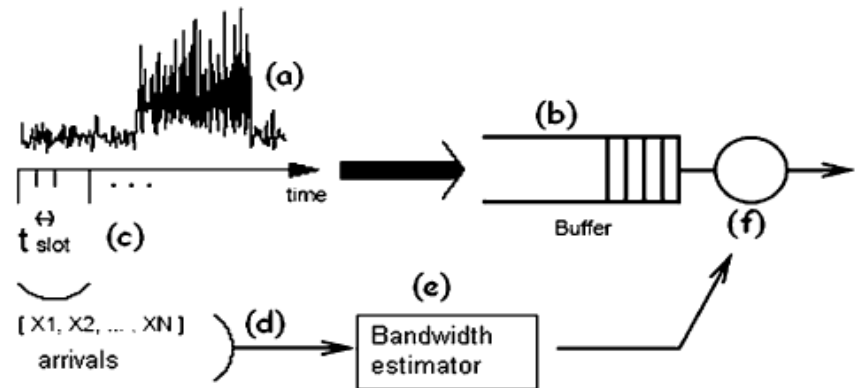 (a)
(b)
time
Buffer
(f)
t slot
(c)
(e)
[ X1, X2, ... . XN ]
(d)
arrivals
Bandwidth
estimator